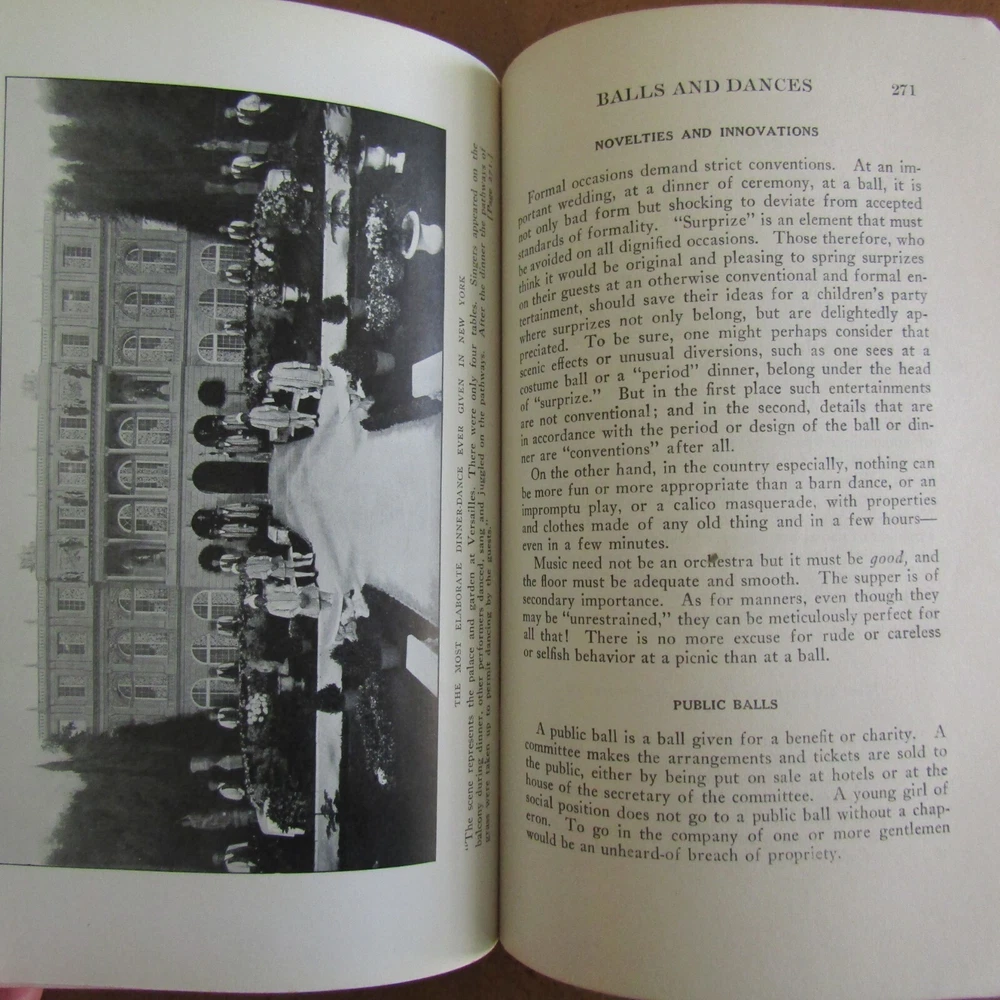 THE MOST ELABORATE DINNER-DANCE EVER GIVEN IN NEW YORK
"The scene represents the palace and garden at Versailles. There were only four tables. Singers appeared on the
balcony during dinner, other performers danced, sang and juggled on the pathways. After the dinner the pathways of
grass were taken up to permit dancing by the guests."
BALLS AND DANCES 271
NOVELTIES AND INNOVATIONS
Formal occasions demand strict conventions. At an im-
portant wedding, at a dinner of ceremony, at a ball, it is
not only bad form but shocking to deviate from accepted
standards of formality. "Surprize" is an element that must
be avoided on all dignified occasions. Those therefore, who
think it would be original and pleasing to spring surprizes
on their guests at an otherwise conventional and formal en-
tertainment, should save their ideas for a children's party
where surprizes not only belong, but are delightedly ap-
preciated. To be sure, one might perhaps consider that
scenic effects or unusual diversions, such as one sees at a
costume ball or a "period" dinner, belong under the head
of "surprize." But in the first place such entertainments
are not conventional; and in the second, details that are
in accordance with the period or design of the ball or din-
ner are "conventions" after all.
On the other hand, in the country especially, nothing can
be more fun or more appropriate than a barn dance, or an
impromptu play, or a calico masquerade, with properties
and clothes made of any old thing and in a few hours—
even in a few minutes.
Music need not be an orchestra but it must be good, and
the floor must be adequate and smooth. The supper is of
secondary importance. As for manners, even though they
may be "unrestrained," they can be meticulously perfect for
all that! There is no more excuse for rude or careless
or selfish behavior at a picnic than at a ball.
PUBLIC BALLS
A public ball is a ball given for a benefit or charity. A
committee makes the arrangements and tickets are sold to
the public, either by being put on sale at hotels or at the
house of the secretary of the committee. A young girl of
social position does not go to a public ball without a chap-
eron. To go in the company of one or more gentlemen
would be an unheard-of breach of propriety.